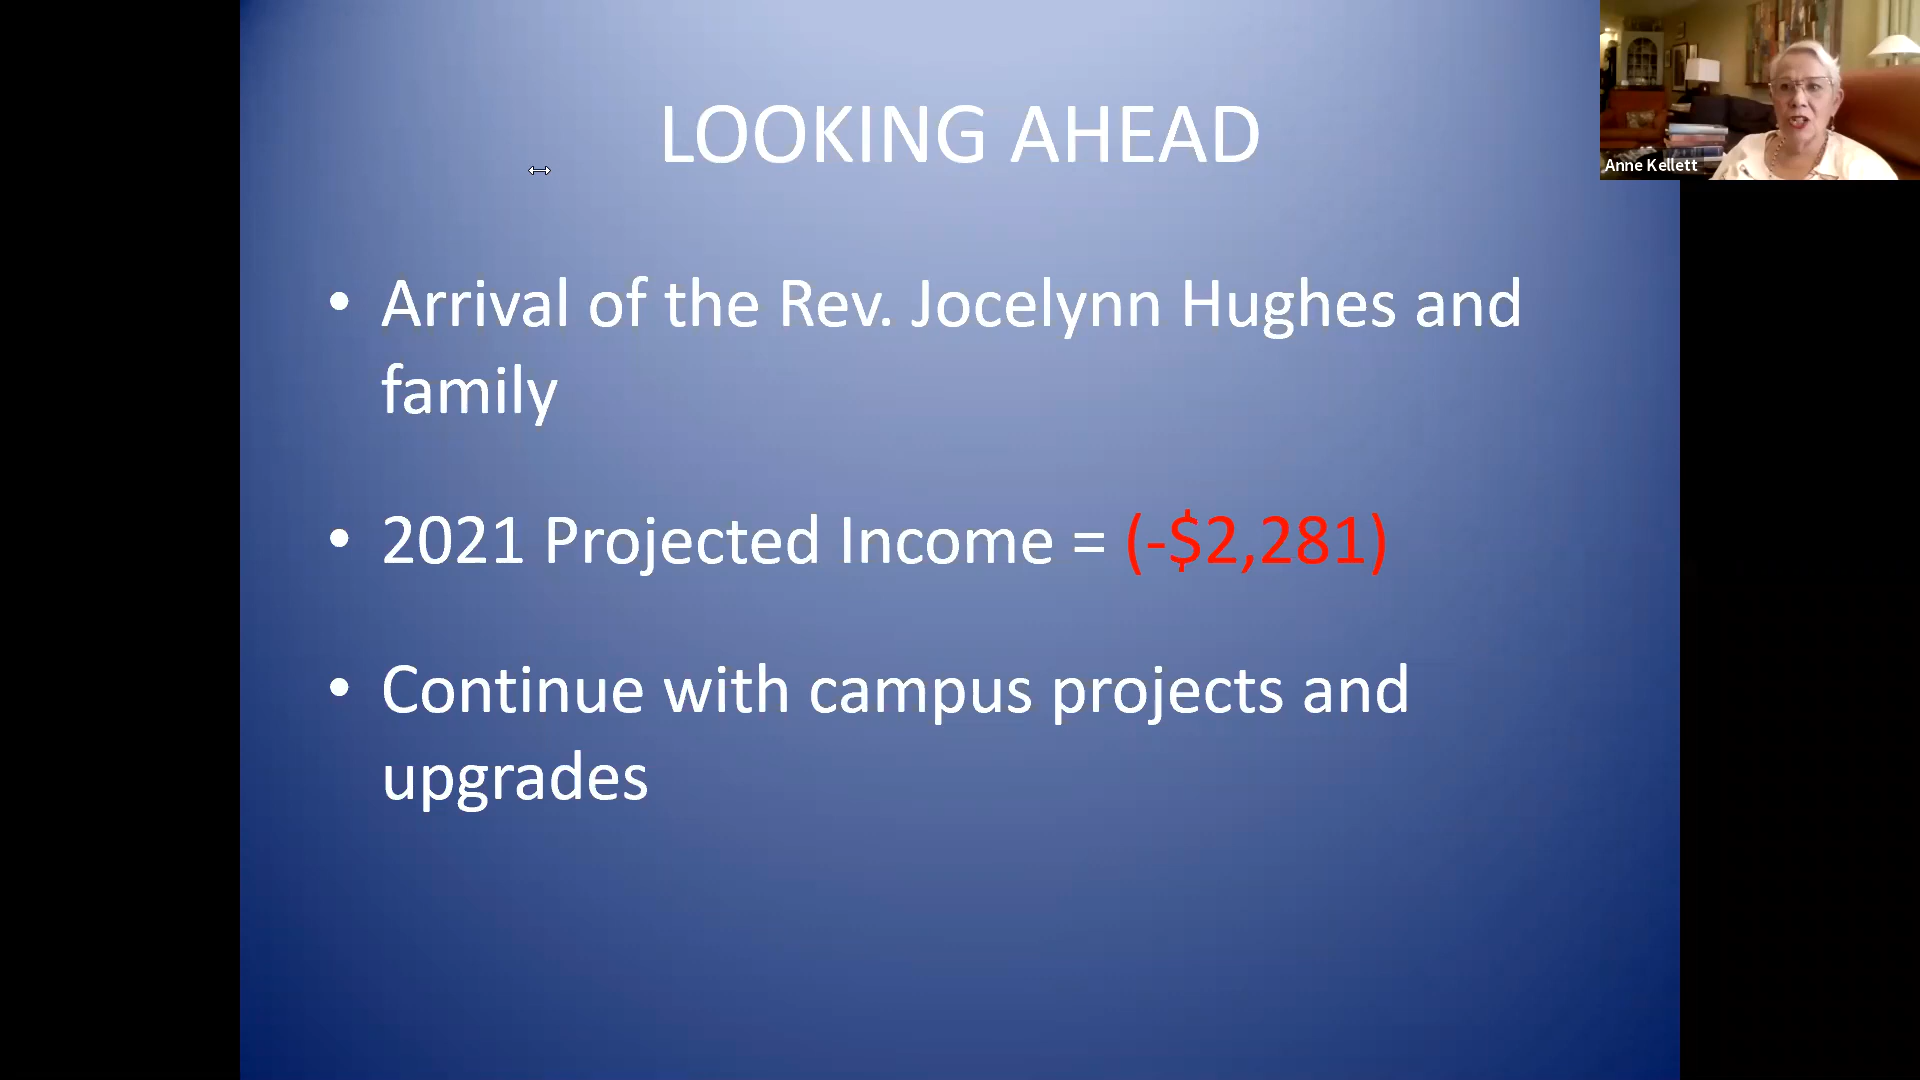 LOOKING AHEAD
Anne Kellett
• Arrival of the Rev. Jocelynn Hughes and
family
• 2021 Projected Income = (-$2,281)
• Continue with campus projects and
upgrades